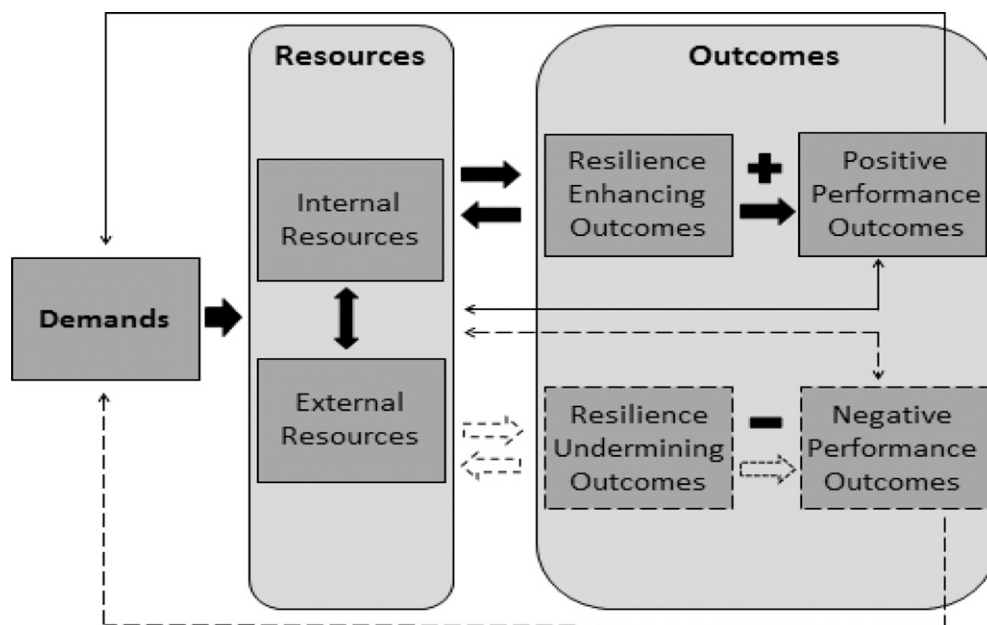 Resources
Outcomes
Internal
Resources
Resilience
Enhancing
Outcomes
Positive
Performance
Outcomes
Demands
External
Resources
Resilience
Undermining
Outcomes
Negative
Performance
Outcomes